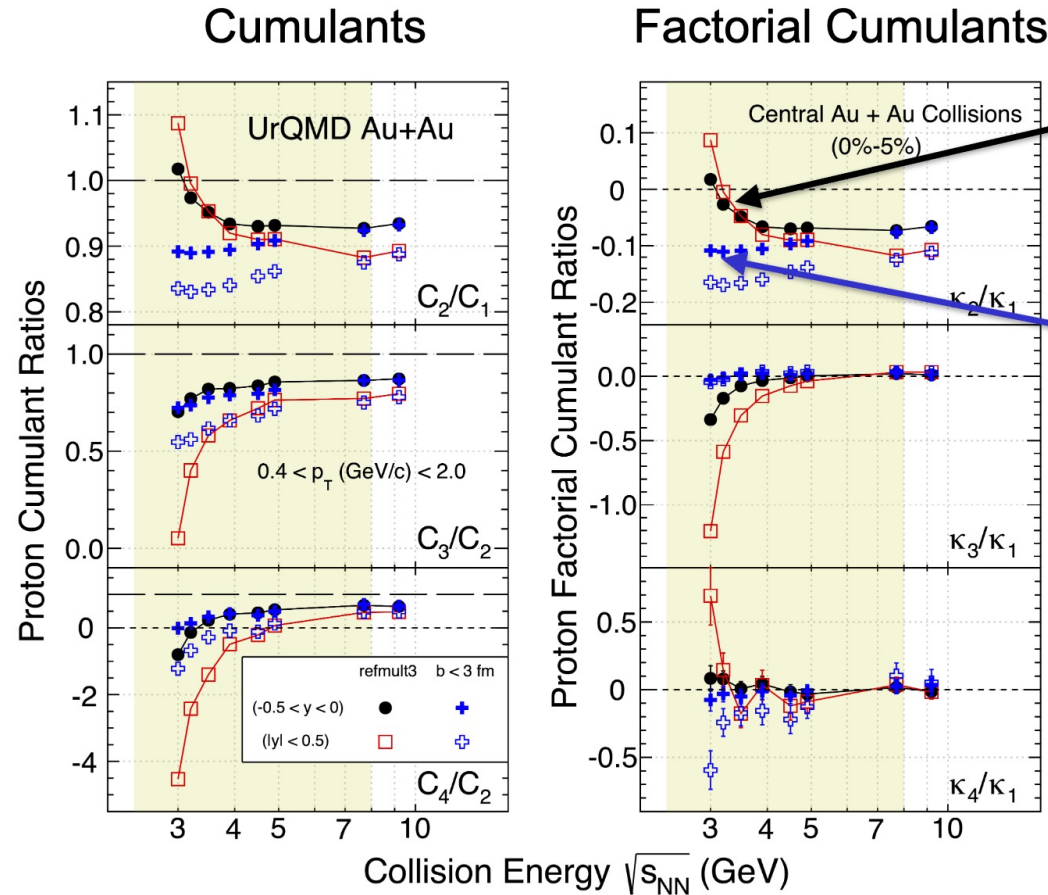 Cumulants
Factorial Cumulants
Proton Cumulant Ratios
1.1
1.0
0.9
0.8
UrQMD Au+Au
C₂/C₁
1.0
0.5
0.0
0.4 < p_T (GeV/c) < 2.0
C₃/C₂
0
-2
-4
refmult3 b < 3 fm
(-0.5 < y < 0)
(|y| < 0.5)
C₄/C₂
3 4 5 7 10
Proton Factorial Cumulant Ratios
0.1
0
-0.1
-0.2
Central Au + Au Collisions
(0%-5%)
κ₂/κ₁
0.0
-0.5
-1.0
κ₃/κ₁
0.5
0.0
-0.5
κ₄/κ₁
3 4 5 7 10
Collision Energy √s_NN (GeV)